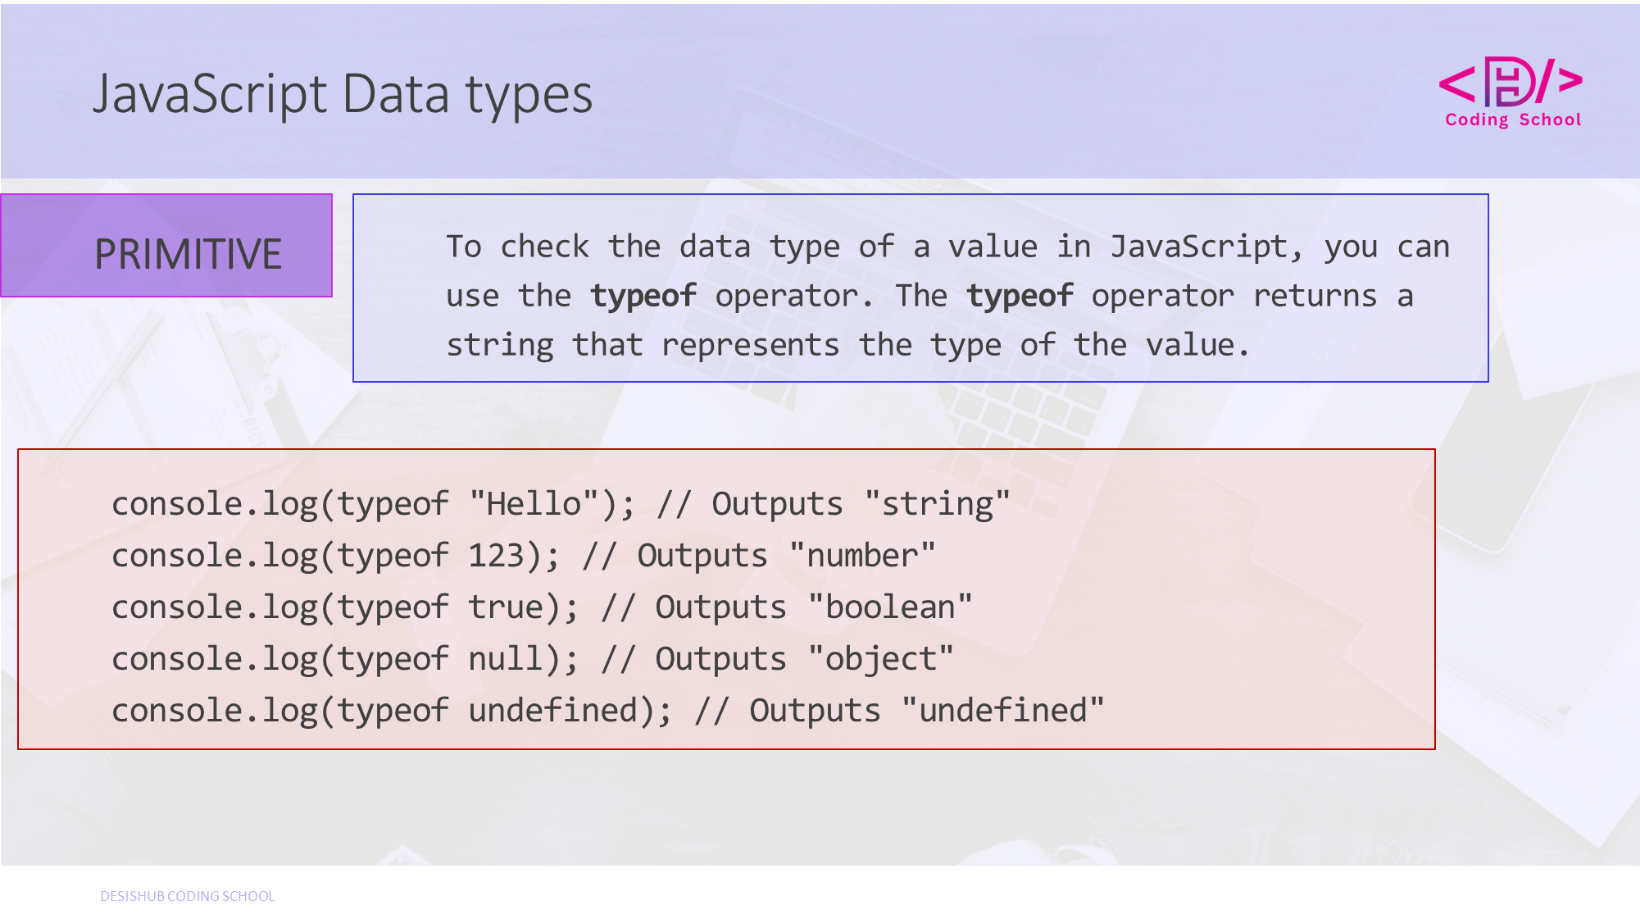 JavaScript Data types
<DH/>
Coding School
PRIMITIVE
To check the data type of a value in JavaScript, you can
use the typeof operator. The typeof operator returns a
string that represents the type of the value.
console.log(typeof "Hello"); // Outputs "string"
console.log(typeof 123); // Outputs "number"
console.log(typeof true); // Outputs "boolean"
console.log(typeof null); // Outputs "object"
console.log(typeof undefined); // Outputs "undefined"
DESISHUB CODING SCHOOL